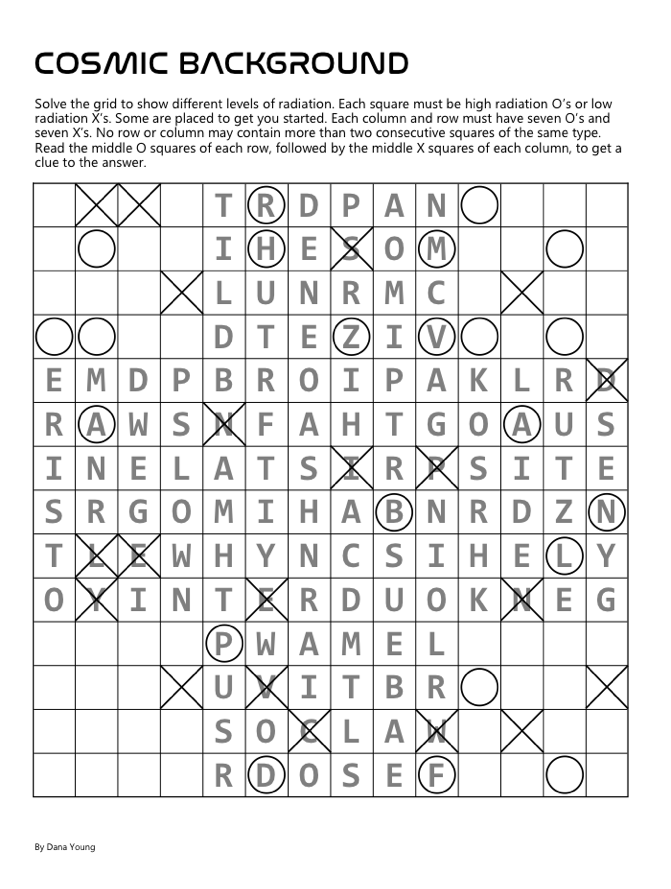 COSMIC BACKGROUND
Solve the grid to show different levels of radiation. Each square must be high radiation O's or low
radiation X's. Some are placed to get you started. Each column and row must have seven O's and
seven X's. No row or column may contain more than two consecutive squares of the same type.
Read the middle O squares of each row, followed by the middle X squares of each column, to get a
clue to the answer.
T R D P A N
I H E S O M
L U N R M C
D T E Z I V
E M D P B R O I P A K L R D
R A W S N F A H T G O A U S
I N E L A T S I R P S I T E
S R G O M I H A B N R D Z N
T L E W H Y N C S I H E L Y
O Y I N T E R D U O K N E G
P W A M E L
U V I T B R
S O C L A W
R D O S E F
By Dana Young